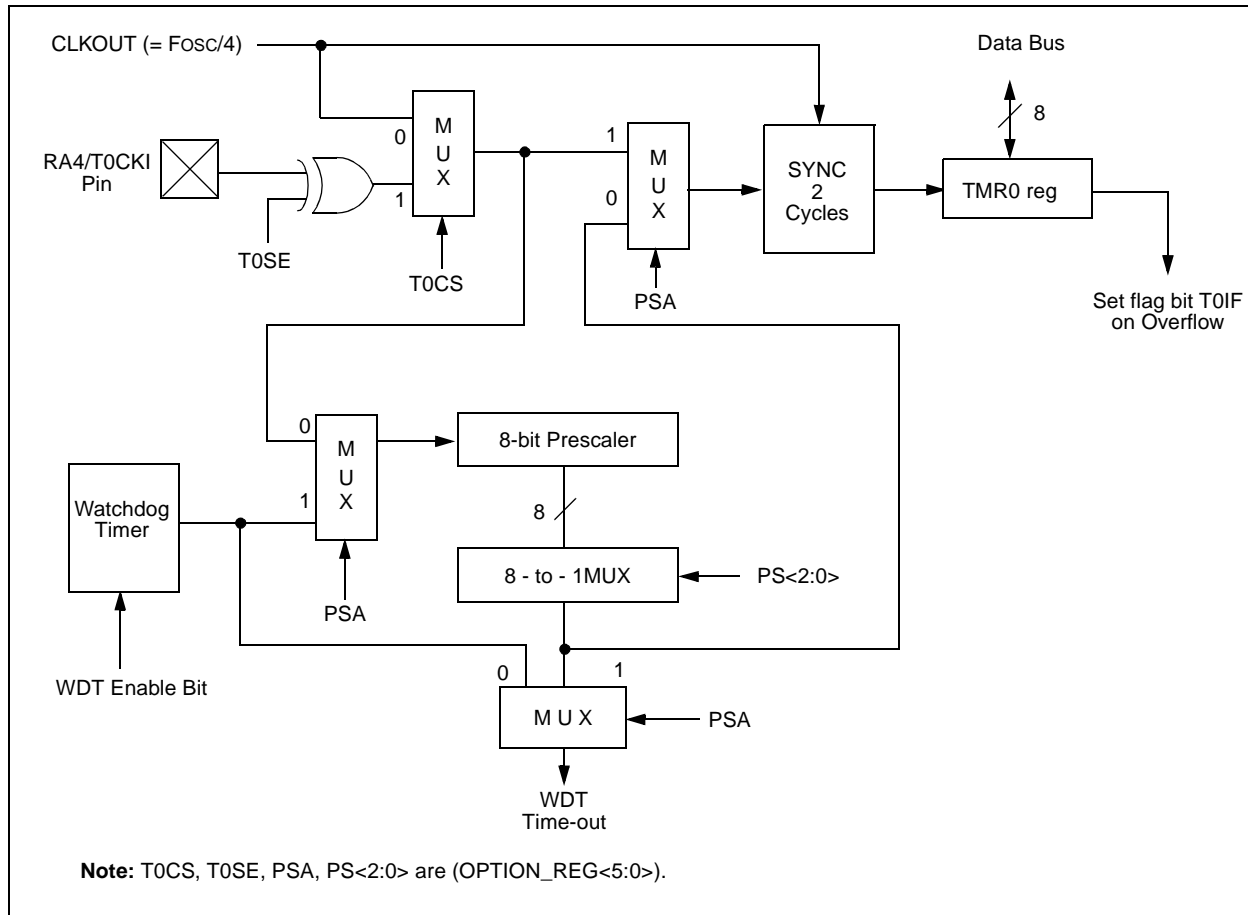 CLKOUT (= FOSC/4)
Data Bus
8
RA4/T0CKI
Pin
T0SE
0
1
M
U
X
T0CS
1
0
M
U
X
PSA
SYNC
2
Cycles
TMR0 reg
Set flag bit T0IF
on Overflow
0
1
M
U
X
PSA
8-bit Prescaler
8
8 - to - 1MUX
PS<2:0>
Watchdog
Timer
WDT Enable Bit
0
1
M U X
PSA
WDT
Time-out
Note: T0CS, T0SE, PSA, PS<2:0> are (OPTION_REG<5:0>).